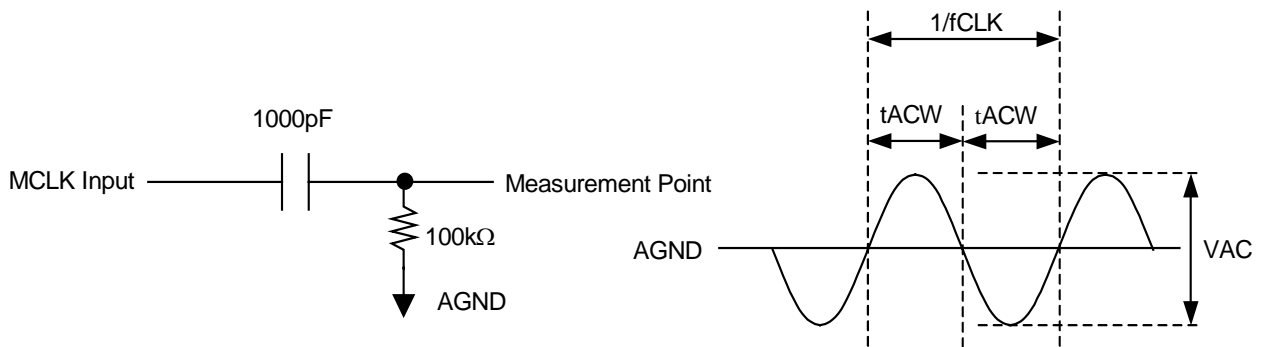 1/fCLK
tACW
tACW
1000pF
MCLK Input
Measurement Point
100kΩ
AGND
AGND
VAC